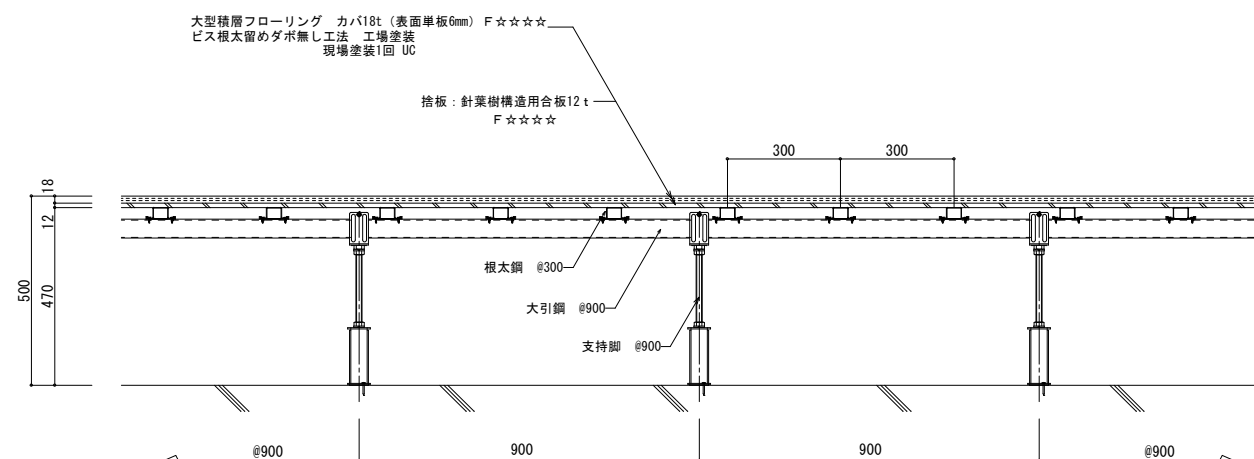 大型積層フローリング カバ18t (表面単板6mm) F☆☆☆☆
ビス根太留めダボ無し工法 工場塗装
現場塗装1回 UC
捨板：針葉樹構造用合板12t
F☆☆☆☆
300
300
18
12
500
470
根太鋼 @300
大引鋼 @900
支持脚 @900
@900
900
900
@900